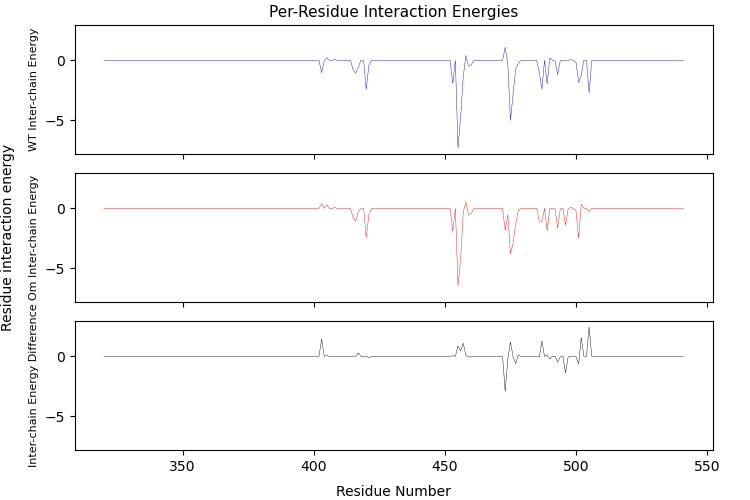 Per-Residue Interaction Energies
Residue interaction energy
WT Inter-chain Energy
0
−5
Om Inter-chain Energy
0
−5
Inter-chain Energy Difference
0
−5
350
400
450
500
550
Residue Number